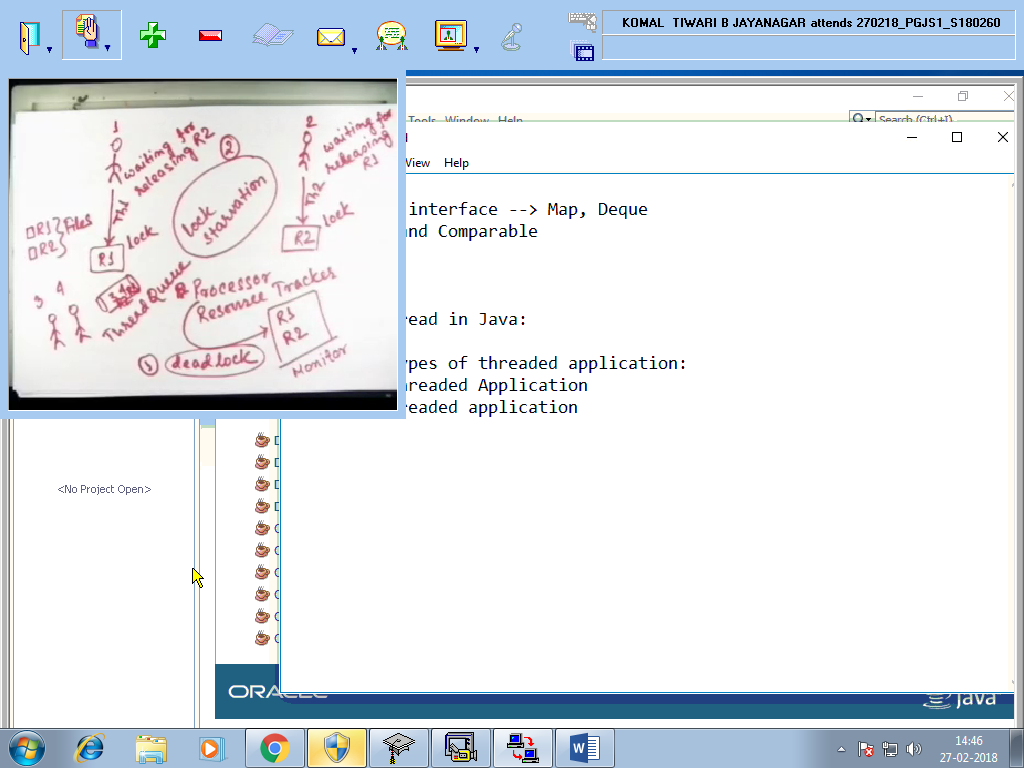 KOMAL TIWARI B JAYANAGAR attends 270218_PGJS1_S180260
Tools Window Help
Search (Ctrl+I)
View Help
interface --> Map, Deque
and Comparable
read in Java:
ypes of threaded application:
hreaded Application
readed application
1
waiting for
releasing R2
2
2
waiting for
releasing
R1
Th1
lock
R1
lock
starvation
Th2
lock
R2
R1
R2
Files
3 4
Thread Queue
Processor
Resource Tracker
R1
R2
Monitor
1 deadlock
<No Project Open>
ORACLE
Java
14:46
27-02-2018